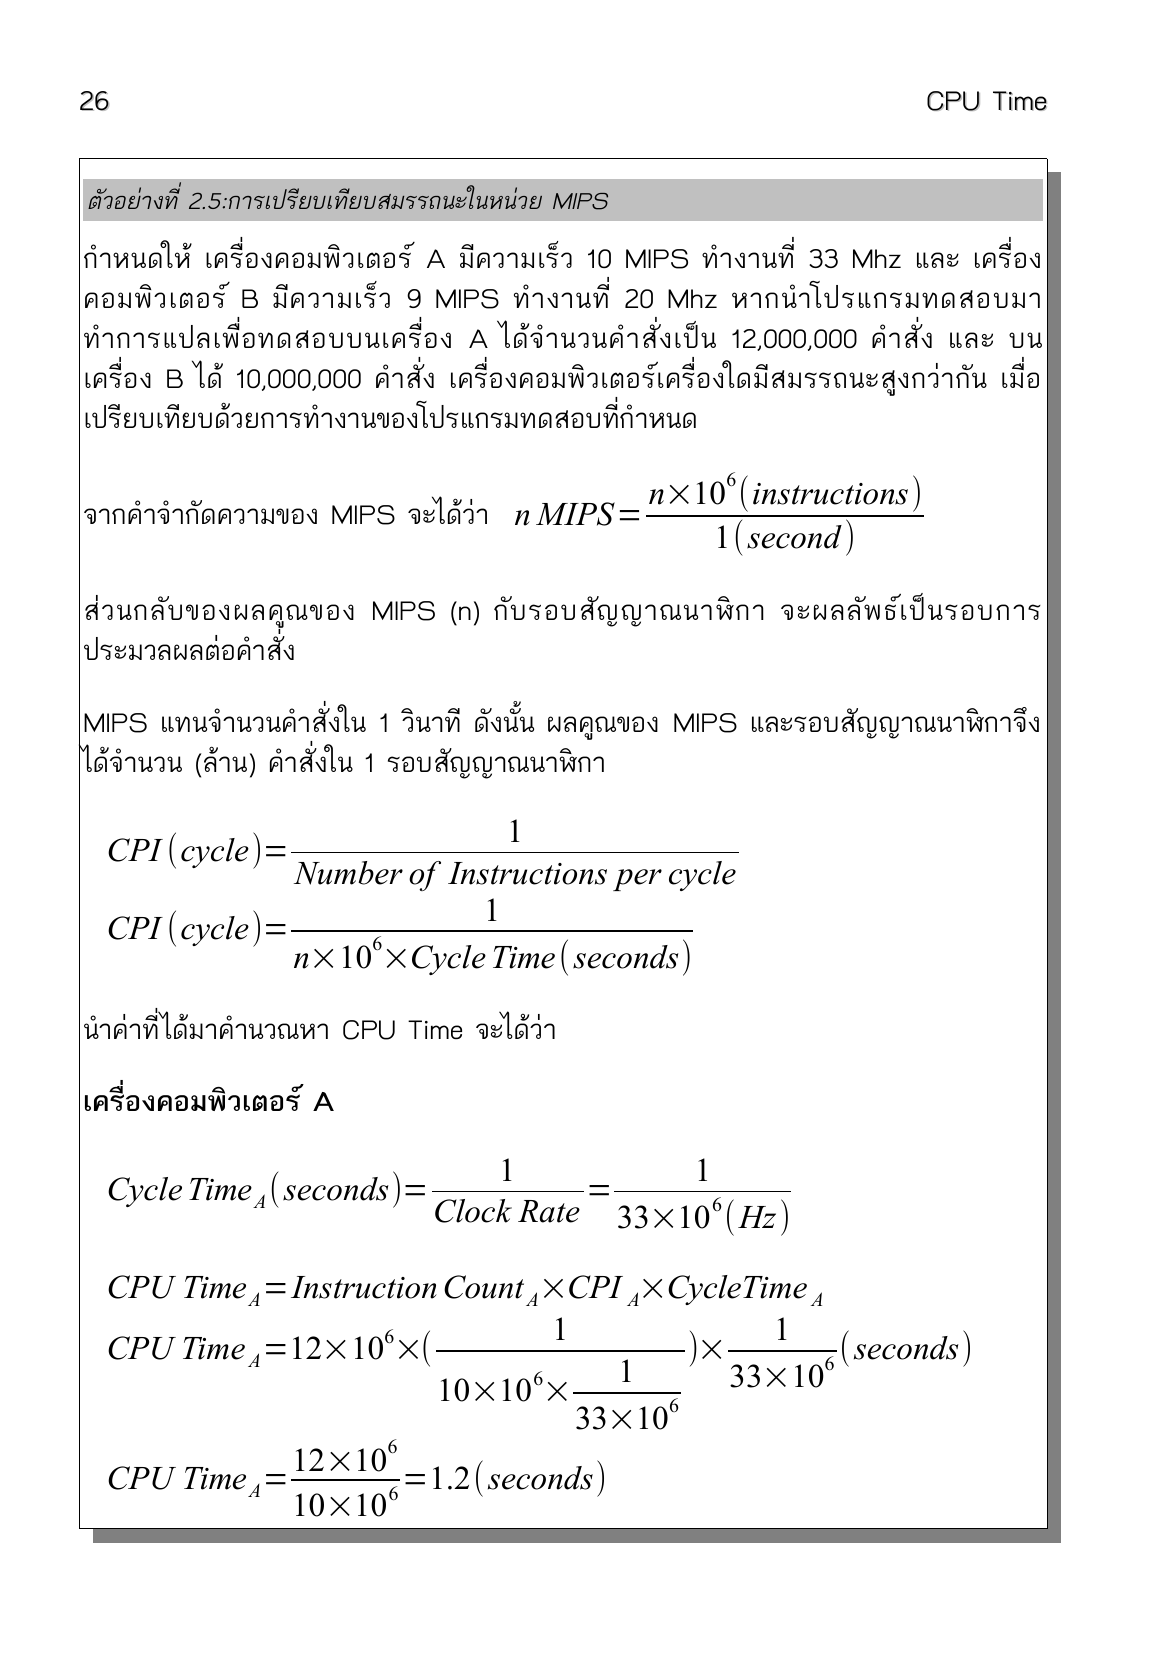 26 CPU Time
ตัวอย่างที่ 2.5:การเปรียบเทียบสมรรถนะในหน่วย MIPS
กำหนดให้ เครื่องคอมพิวเตอร์ A มีความเร็ว 10 MIPS ทำงานที่ 33 Mhz และ เครื่อง
คอมพิวเตอร์ B มีความเร็ว 9 MIPS ทำงานที่ 20 Mhz หากนำโปรแกรมทดสอบมา
ทำการแปลเพื่อทดสอบบนเครื่อง A ได้จำนวนคำสั่งเป็น 12,000,000 คำสั่ง และ บน
เครื่อง B ได้ 10,000,000 คำสั่ง เครื่องคอมพิวเตอร์เครื่องใดมีสมรรถนะสูงกว่ากัน เมื่อ
เปรียบเทียบด้วยการทำงานของโปรแกรมทดสอบที่กำหนด
จากคำจำกัดความของ MIPS จะได้ว่า n MIPS = \frac{n×10^6(instructions)}{1(second)}
ส่วนกลับของผลคูณของ MIPS (n) กับรอบสัญญาณนาฬิกา จะผลลัพธ์เป็นรอบการ
ประมวลผลต่อคำสั่ง
MIPS แทนจำนวนคำสั่งใน 1 วินาที ดังนั้น ผลคูณของ MIPS และรอบสัญญาณนาฬิกาจึง
ได้จำนวน (ล้าน) คำสั่งใน 1 รอบสัญญาณนาฬิกา
CPI(cycle) = \frac{1}{Number of Instructions per cycle}
CPI(cycle) = \frac{1}{n×10^6×Cycle Time(seconds)}
นำค่าที่ได้มาคำนวณหา CPU Time จะได้ว่า
เครื่องคอมพิวเตอร์ A
Cycle Time_A(seconds) = \frac{1}{Clock Rate} = \frac{1}{33×10^6(Hz)}
CPU Time_A = Instruction Count_A×CPI_A×CycleTime_A
CPU Time_A = 12×10^6×(\frac{1}{10×10^6×\frac{1}{33×10^6}})×\frac{1}{33×10^6}(seconds)
CPU Time_A = \frac{12×10^6}{10×10^6} = 1.2(seconds)